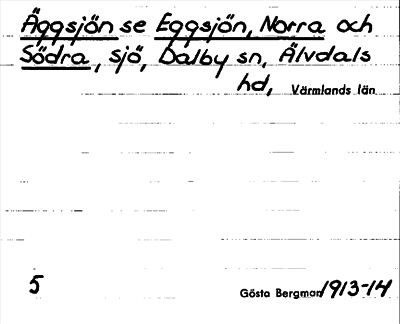 Äggsjön se Eggsjön, Norra och
Södra, sjö, Dalby sn, Älvdals
hd, Värmlands län
5 Gösta Bergman 1913-14